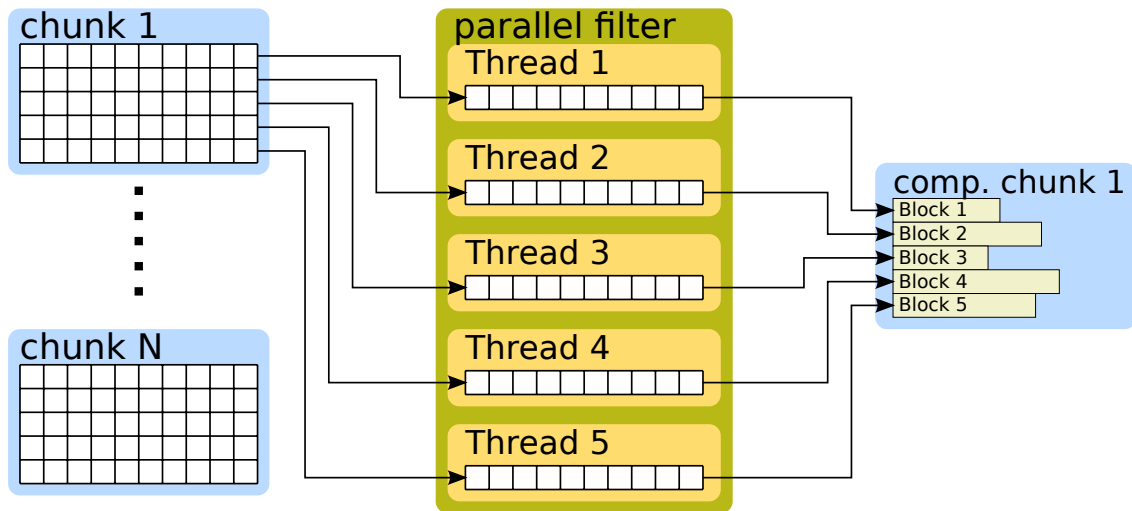 chunk 1
chunk N
parallel filter
Thread 1
Thread 2
Thread 3
Thread 4
Thread 5
comp. chunk 1
Block 1
Block 2
Block 3
Block 4
Block 5